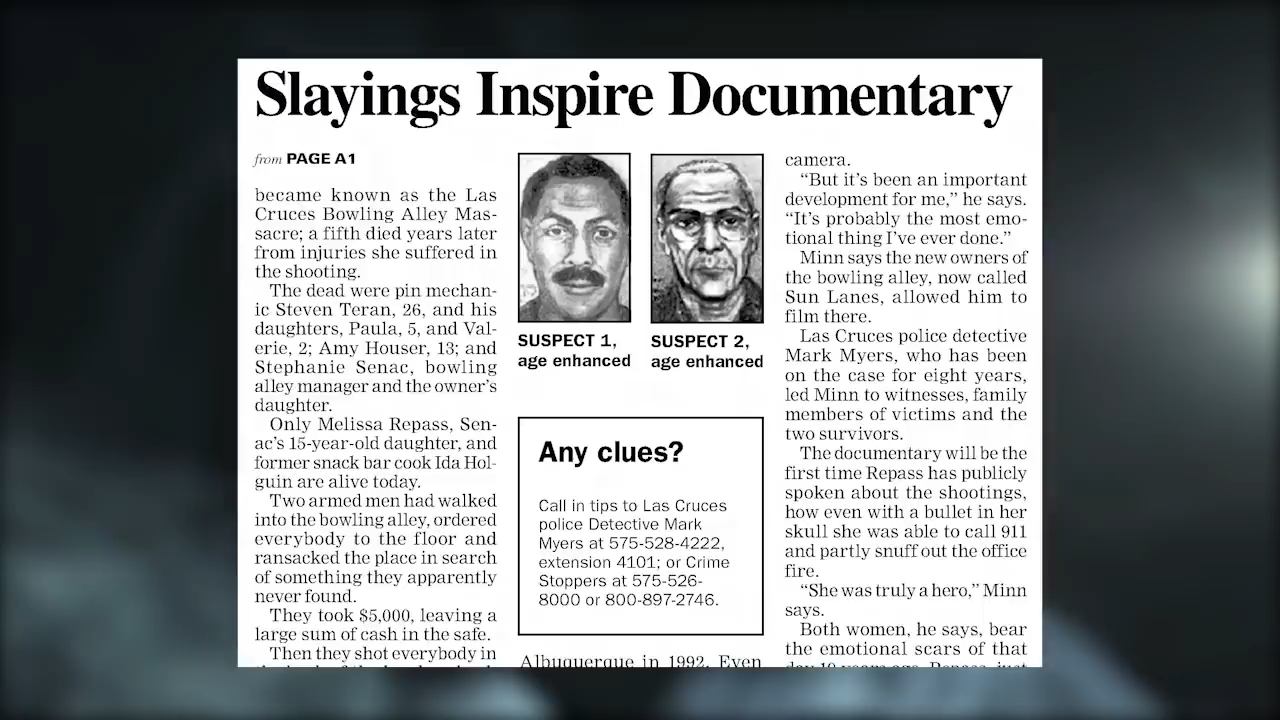 Slayings Inspire Documentary
from PAGE A1
became known as the Las
Cruces Bowling Alley Mas-
sacre; a fifth died years later
from injuries she suffered in
the shooting.
The dead were pin mechan-
ic Steven Teran, 26, and his
daughters, Paula, 5, and Val-
erie, 2; Amy Houser, 13; and
Stephanie Senac, bowling
alley manager and the owner's
daughter.
Only Melissa Repass, Sen-
ac's 15-year-old daughter, and
former snack bar cook Ida Hol-
guin are alive today.
Two armed men had walked
into the bowling alley, ordered
everybody to the floor and
ransacked the place in search
of something they apparently
never found.
They took $5,000, leaving a
large sum of cash in the safe.
Then they shot everybody in
SUSPECT 1,
age enhanced
SUSPECT 2,
age enhanced
Any clues?
Call in tips to Las Cruces
police Detective Mark
Myers at 575-528-4222,
extension 4101; or Crime
Stoppers at 575-526-
8000 or 800-897-2746.
Albuquerque in 1992. Even
camera.
"But it's been an important
development for me," he says.
"It's probably the most emo-
tional thing I've ever done."
Minn says the new owners of
the bowling alley, now called
Sun Lanes, allowed him to
film there.
Las Cruces police detective
Mark Myers, who has been
on the case for eight years,
led Minn to witnesses, family
members of victims and the
two survivors.
The documentary will be the
first time Repass has publicly
spoken about the shootings,
how even with a bullet in her
skull she was able to call 911
and partly snuff out the office
fire.
"She was truly a hero," Minn
says.
Both women, he says, bear
the emotional scars of that